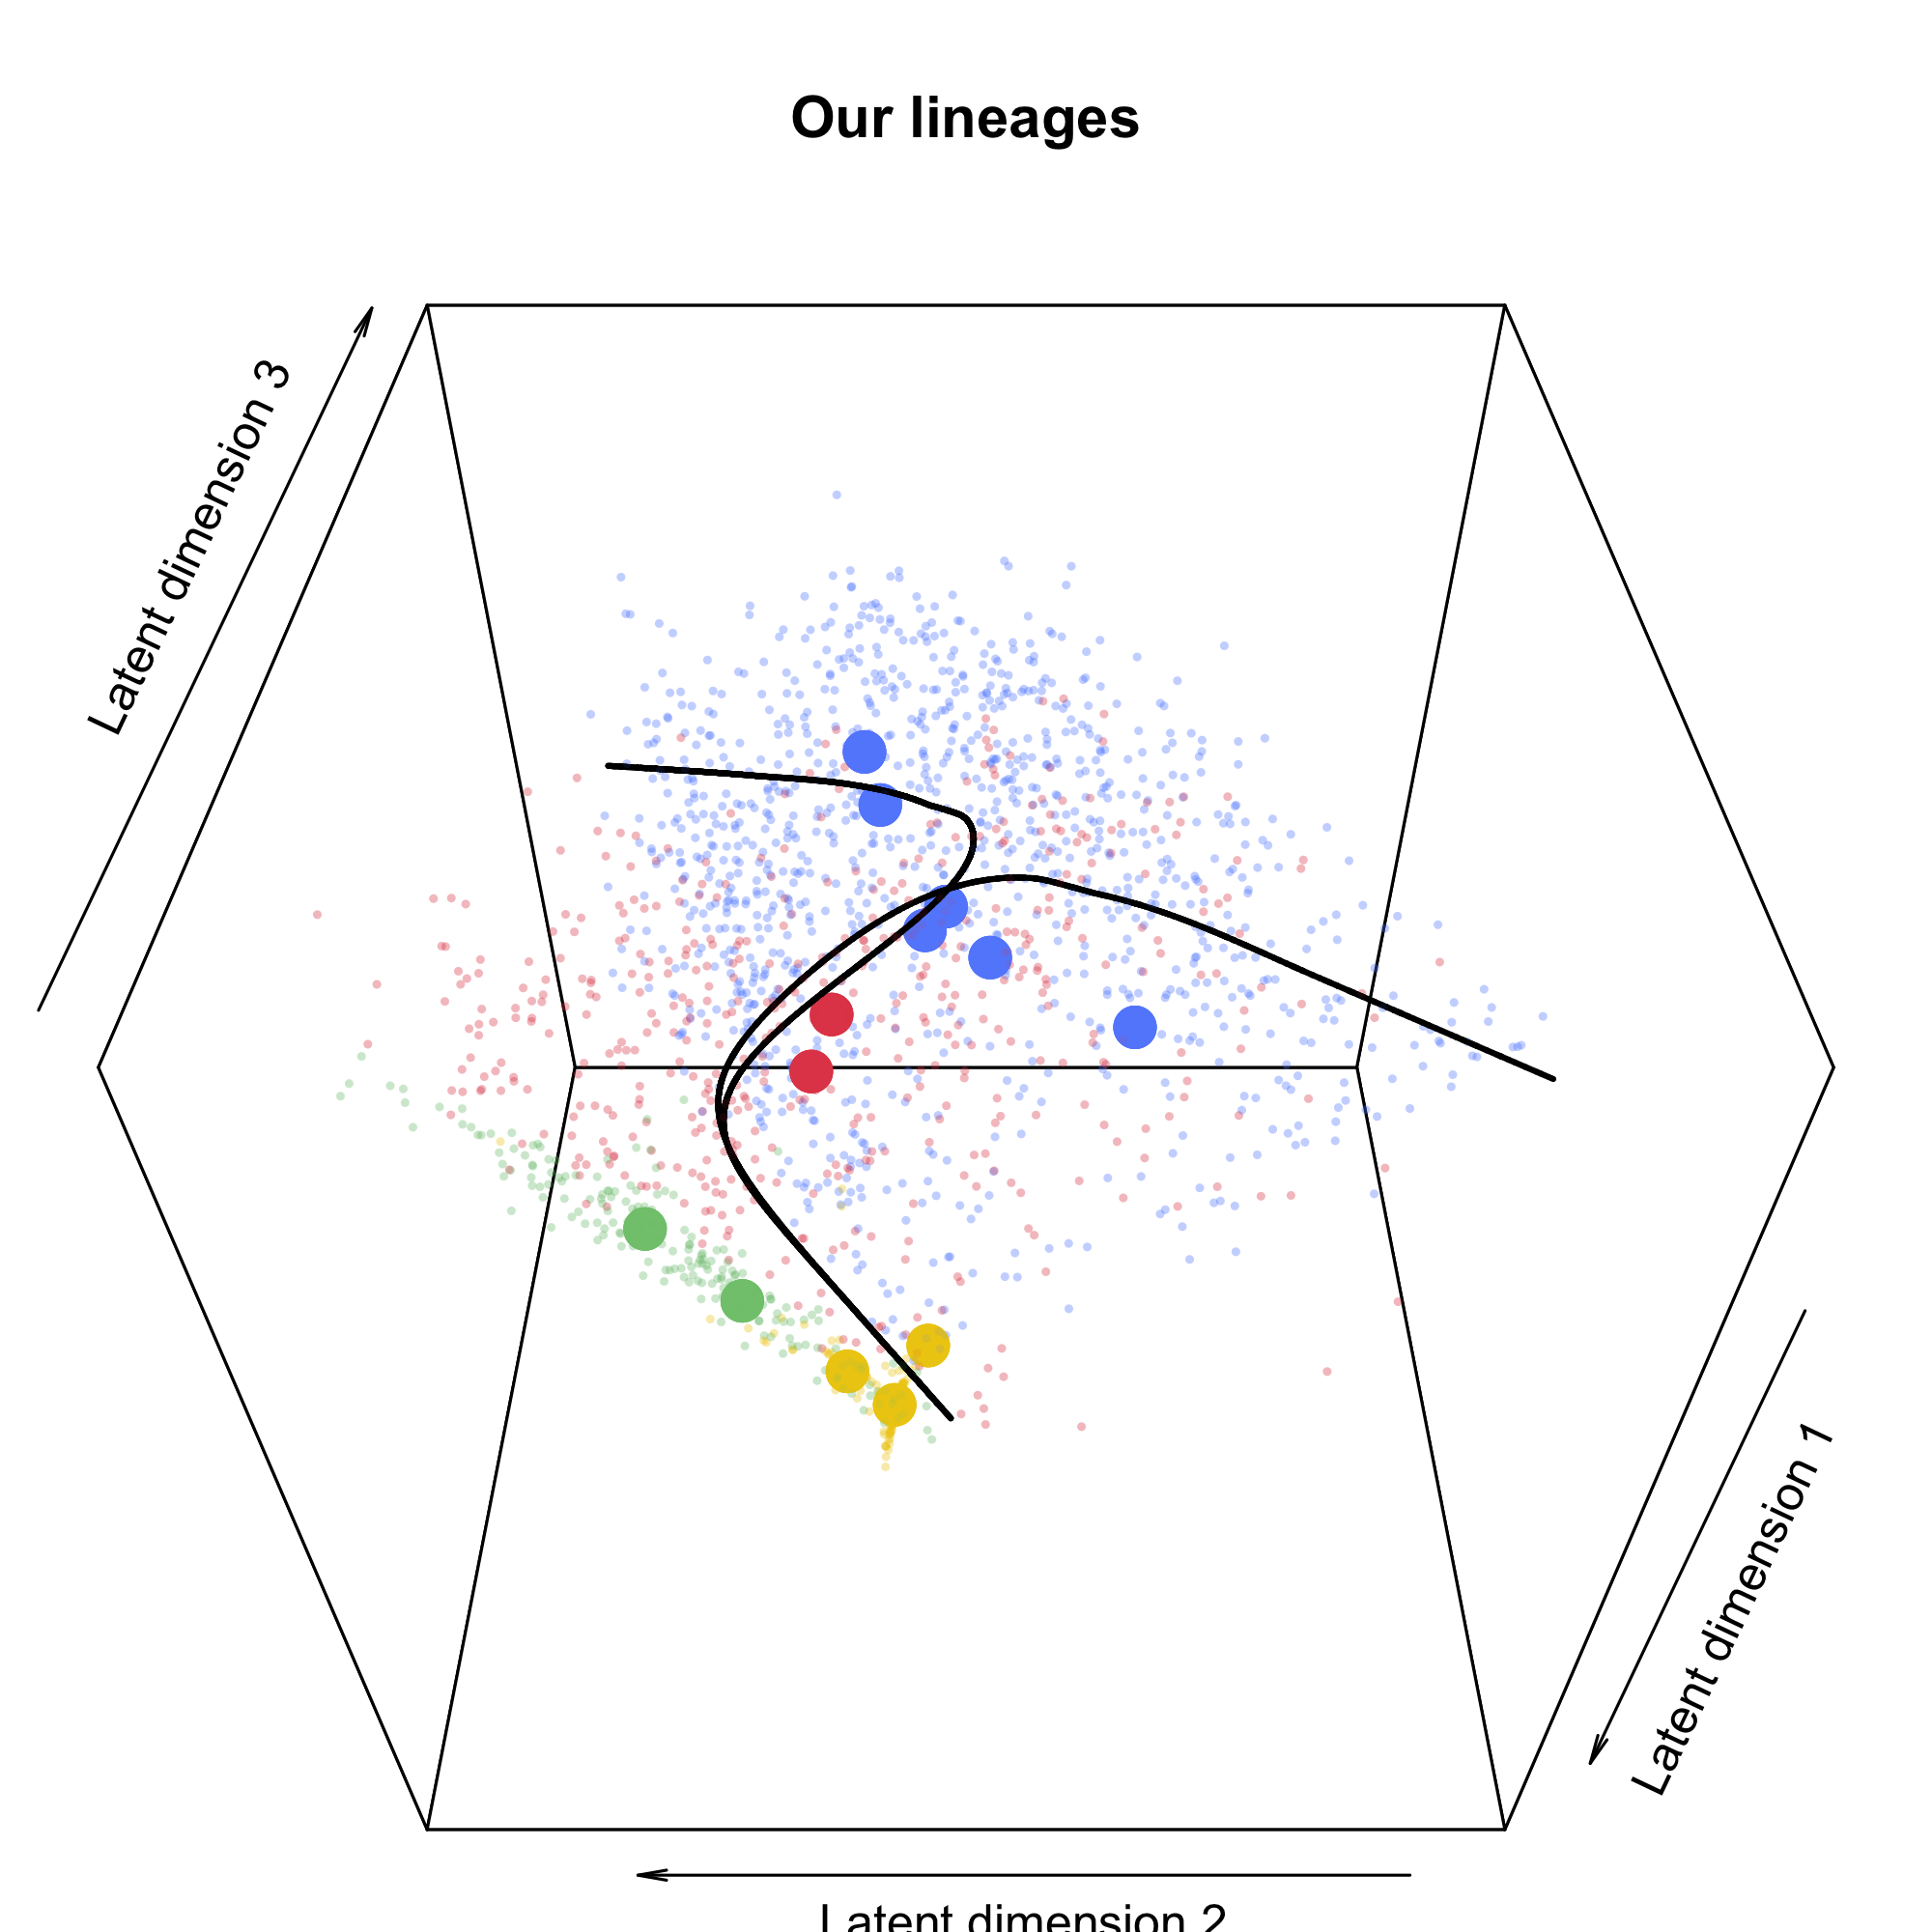 Our lineages
Latent dimension 3
Latent dimension 1
Latent dimension 2